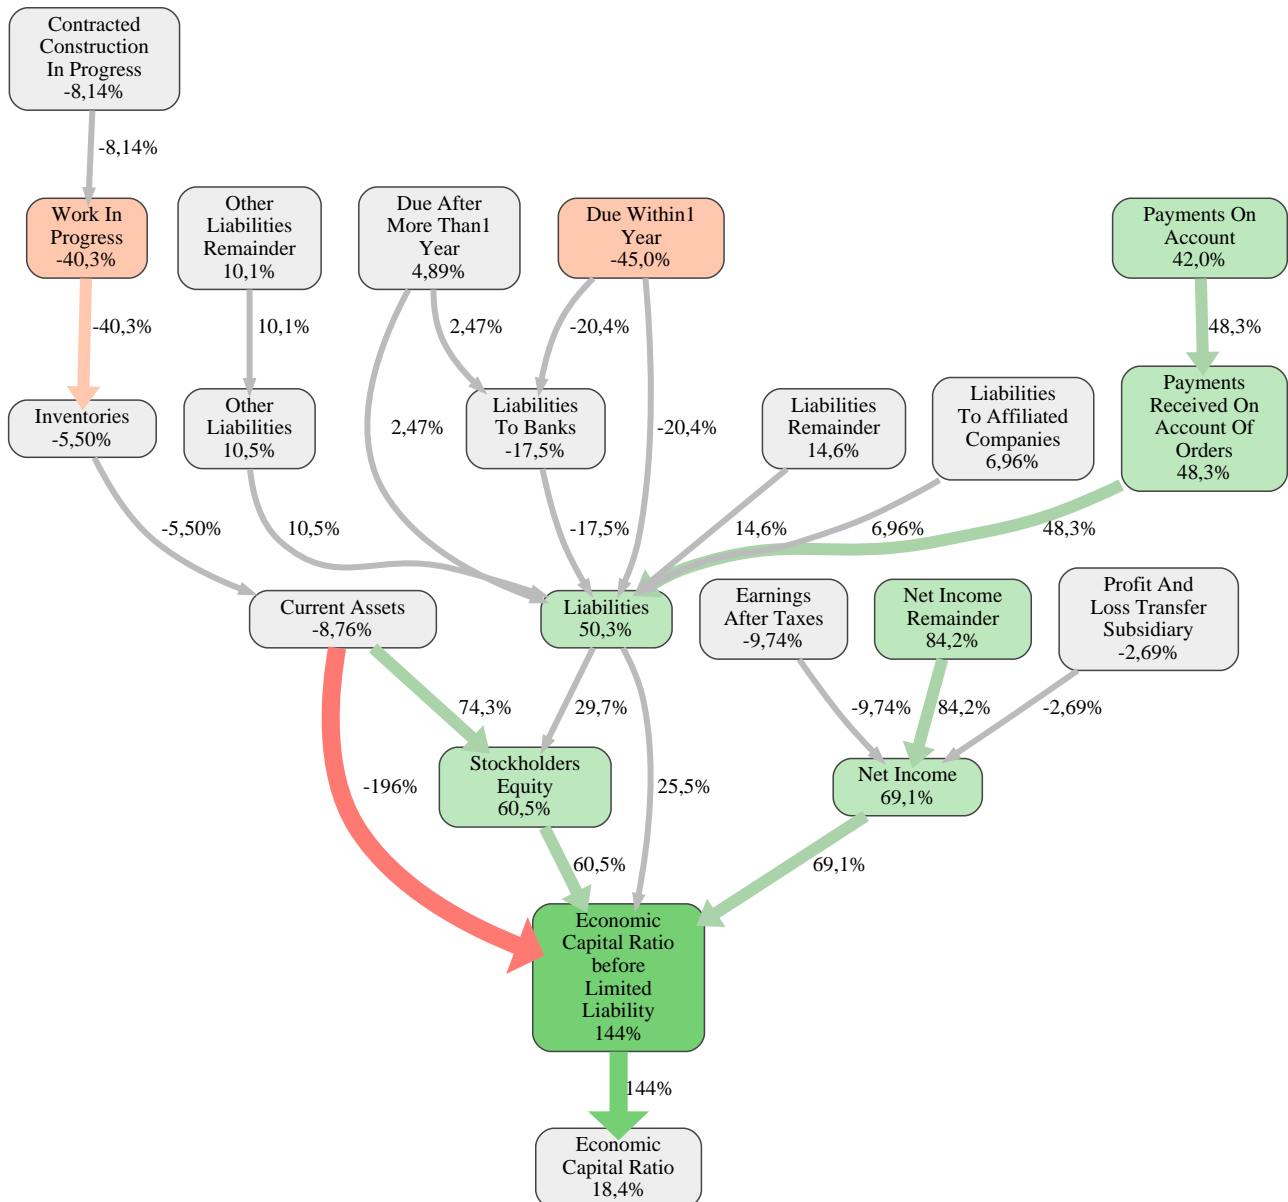 Contracted
Construction
In Progress
-8,14%
-8,14%
Work In
Progress
-40,3%
Other
Liabilities
Remainder
10,1%
Due After
More Than1
Year
4,89%
Due Within1
Year
-45,0%
Payments On
Account
42,0%
-40,3%
10,1%
2,47%
-20,4%
48,3%
Inventories
-5,50%
Other
Liabilities
10,5%
2,47%
Liabilities
To Banks
-17,5%
-20,4%
Liabilities
Remainder
14,6%
Liabilities
To Affiliated
Companies
6,96%
Payments
Received On
Account Of
Orders
48,3%
-5,50%
10,5%
-17,5%
14,6%
6,96%
48,3%
Current Assets
-8,76%
Liabilities
50,3%
Earnings
After Taxes
-9,74%
Net Income
Remainder
84,2%
Profit And
Loss Transfer
Subsidiary
-2,69%
74,3%
29,7%
-9,74%
84,2%
-2,69%
-196%
Stockholders
Equity
60,5%
25,5%
Net Income
69,1%
60,5%
69,1%
Economic
Capital Ratio
before
Limited
Liability
144%
144%
Economic
Capital Ratio
18,4%